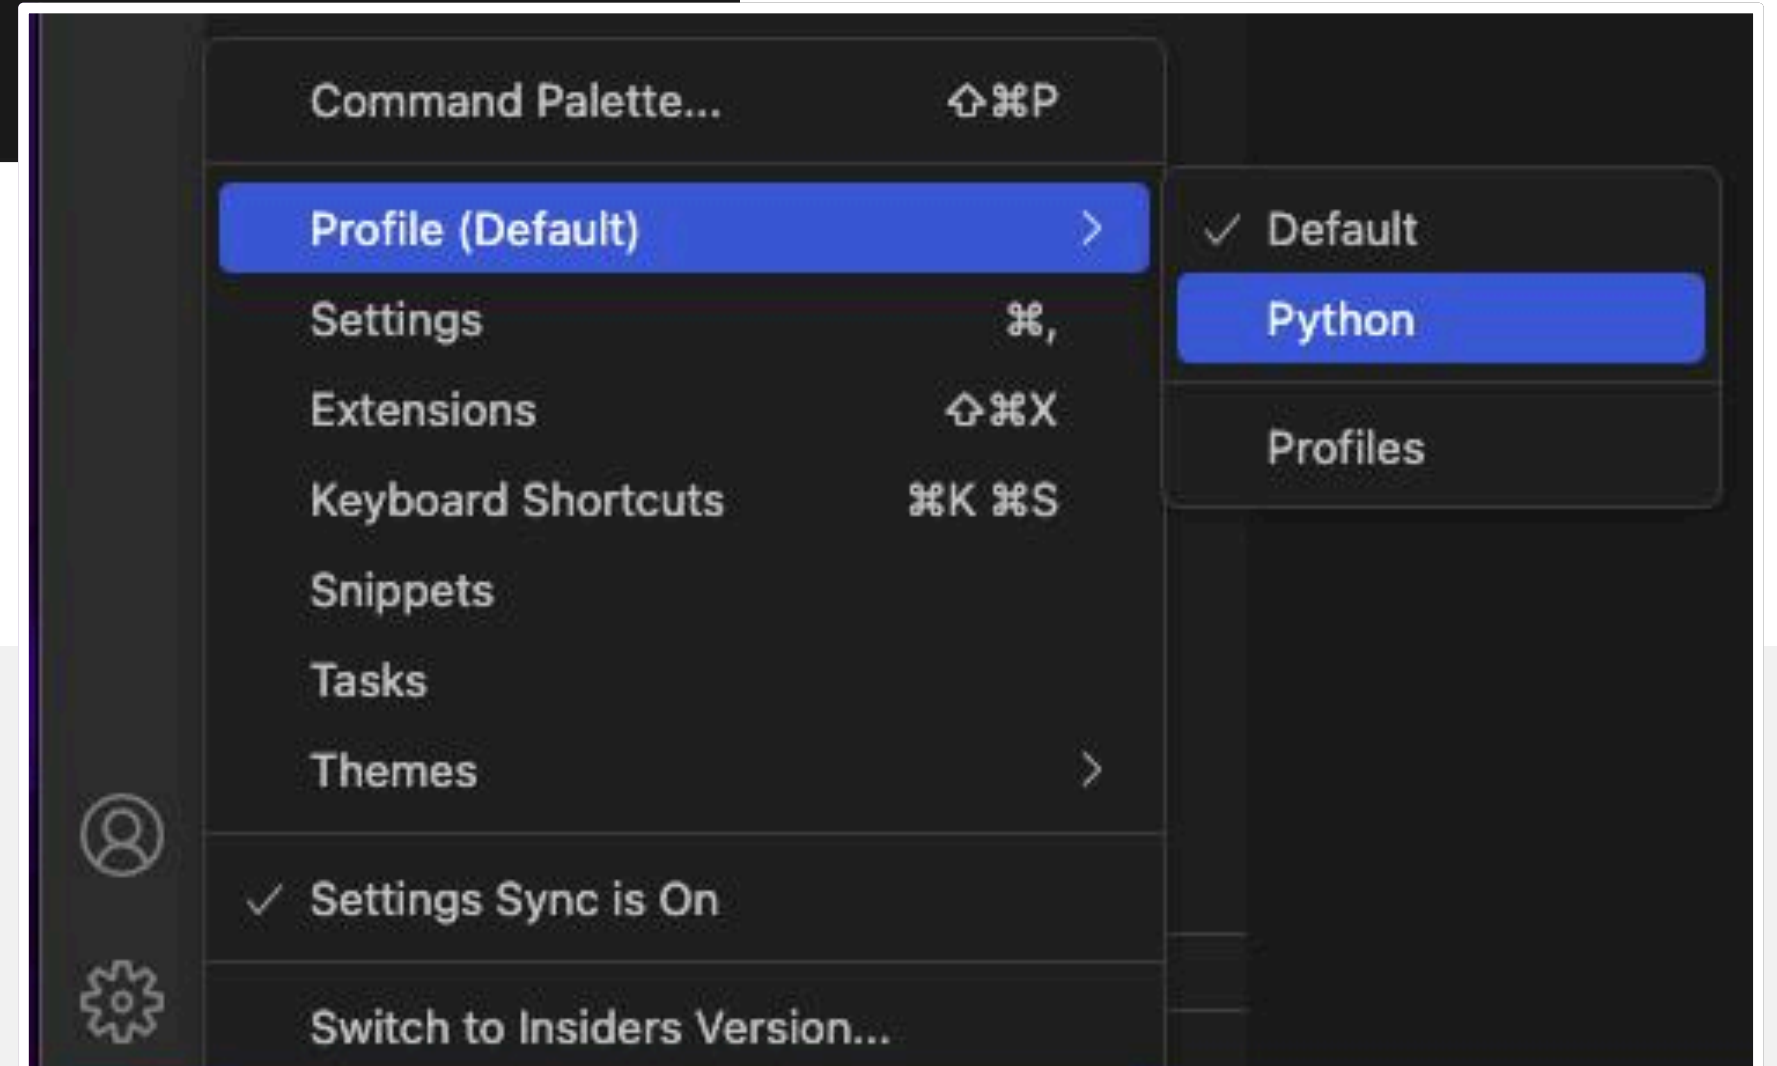 Command Palette... ⇧⌘P
Profile (Default)
Settings ⌘,
Extensions ⇧⌘X
Keyboard Shortcuts ⌘K ⌘S
Snippets
Tasks
Themes
Settings Sync is On
Switch to Insiders Version...
Default
Python
Profiles